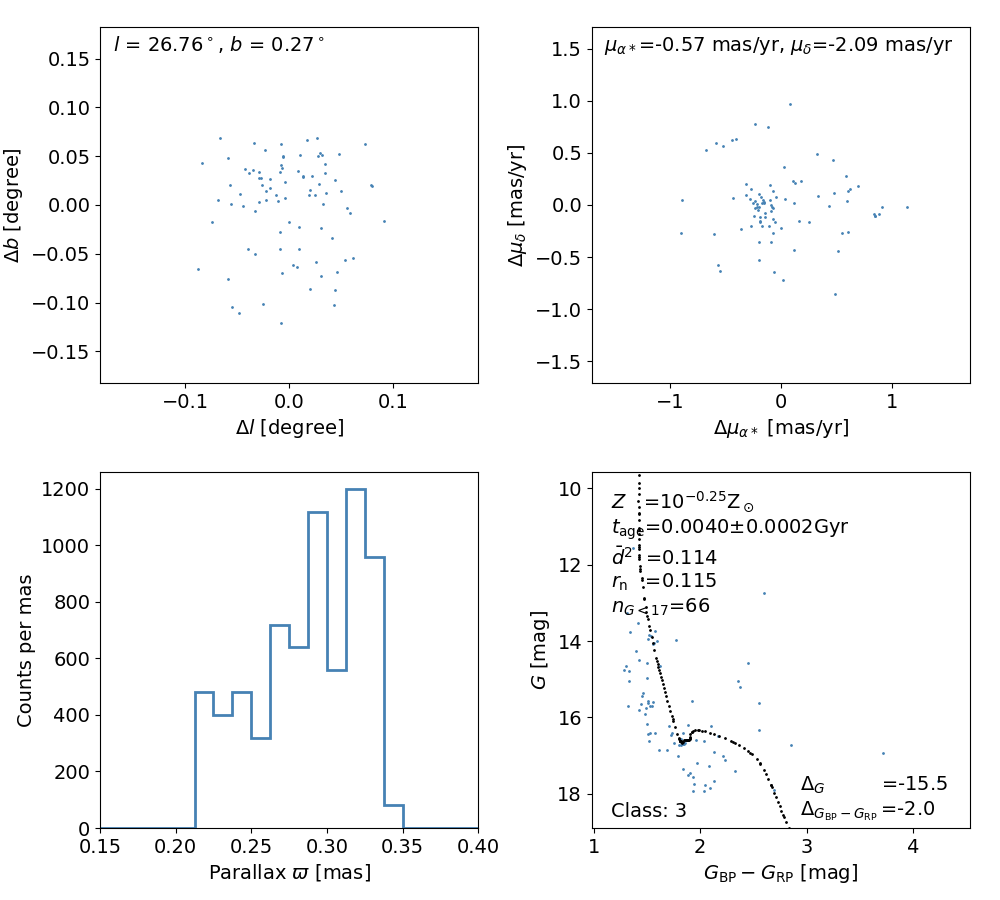 l = 26.76°, b = 0.27°
0.15
0.10
0.05
0.00
−0.05
−0.10
−0.15
Δb [degree]
−0.1 0.0 0.1
Δl [degree]
μα∗=-0.57 mas/yr, μδ=-2.09 mas/yr
1.5
1.0
0.5
0.0
−0.5
−1.0
−1.5
Δμδ [mas/yr]
−1 0 1
Δμα∗ [mas/yr]
1200
1000
800
600
400
200
0
Counts per mas
0.15 0.20 0.25 0.30 0.35 0.40
Parallax ϖ [mas]
Z =10^−0.25 Z⊙
t_age=0.0040±0.0002Gyr
d̄² =0.114
r_n =0.115
n_G<17=66
Δ_G =-15.5
Δ_G_BP−G_RP =-2.0
Class: 3
10
12
14
16
18
G [mag]
1 2 3 4
G_BP − G_RP [mag]